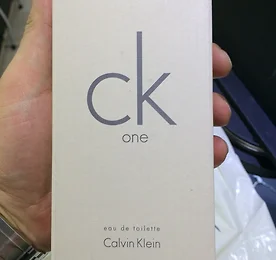 ck
one
eau de toilette
Calvin Klein